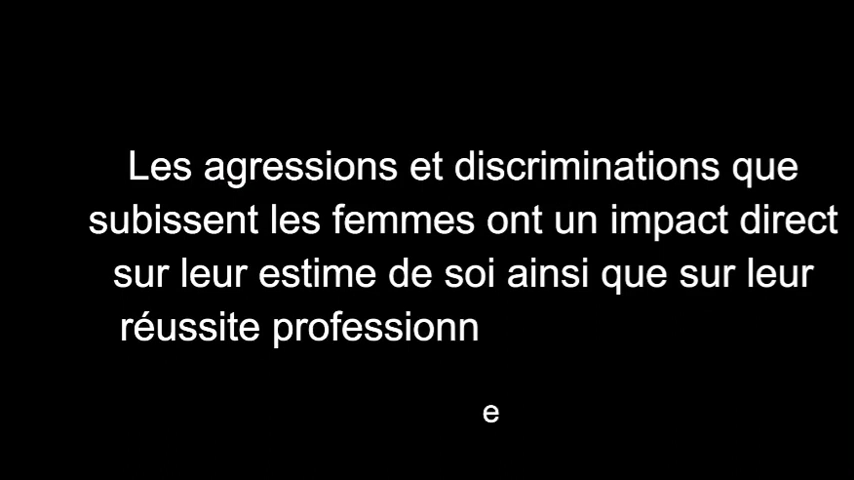 Les agressions et discriminations que
subissent les femmes ont un impact direct
sur leur estime de soi ainsi que sur leur
réussite professionn
e